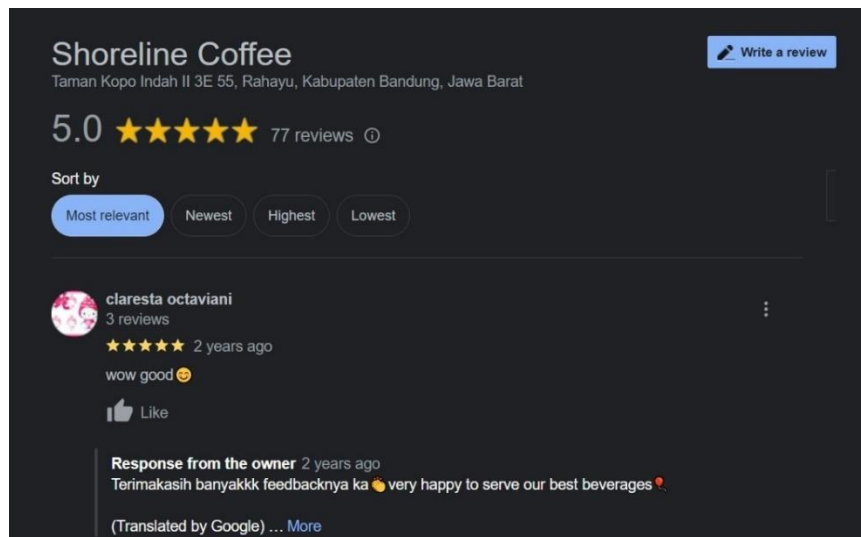 Shoreline Coffee
Write a review
Taman Kopo Indah II 3E 55, Rahayu, Kabupaten Bandung, Jawa Barat
5.0 ★★★★★ 77 reviews
Sort by
Most relevant Newest Highest Lowest
claresta octaviani
3 reviews
★★★★★ 2 years ago
wow good😊
Like
Response from the owner 2 years ago
Terimakasih banyakkk feedbacknya ka👏very happy to serve our best beverages🎈
(Translated by Google) … More